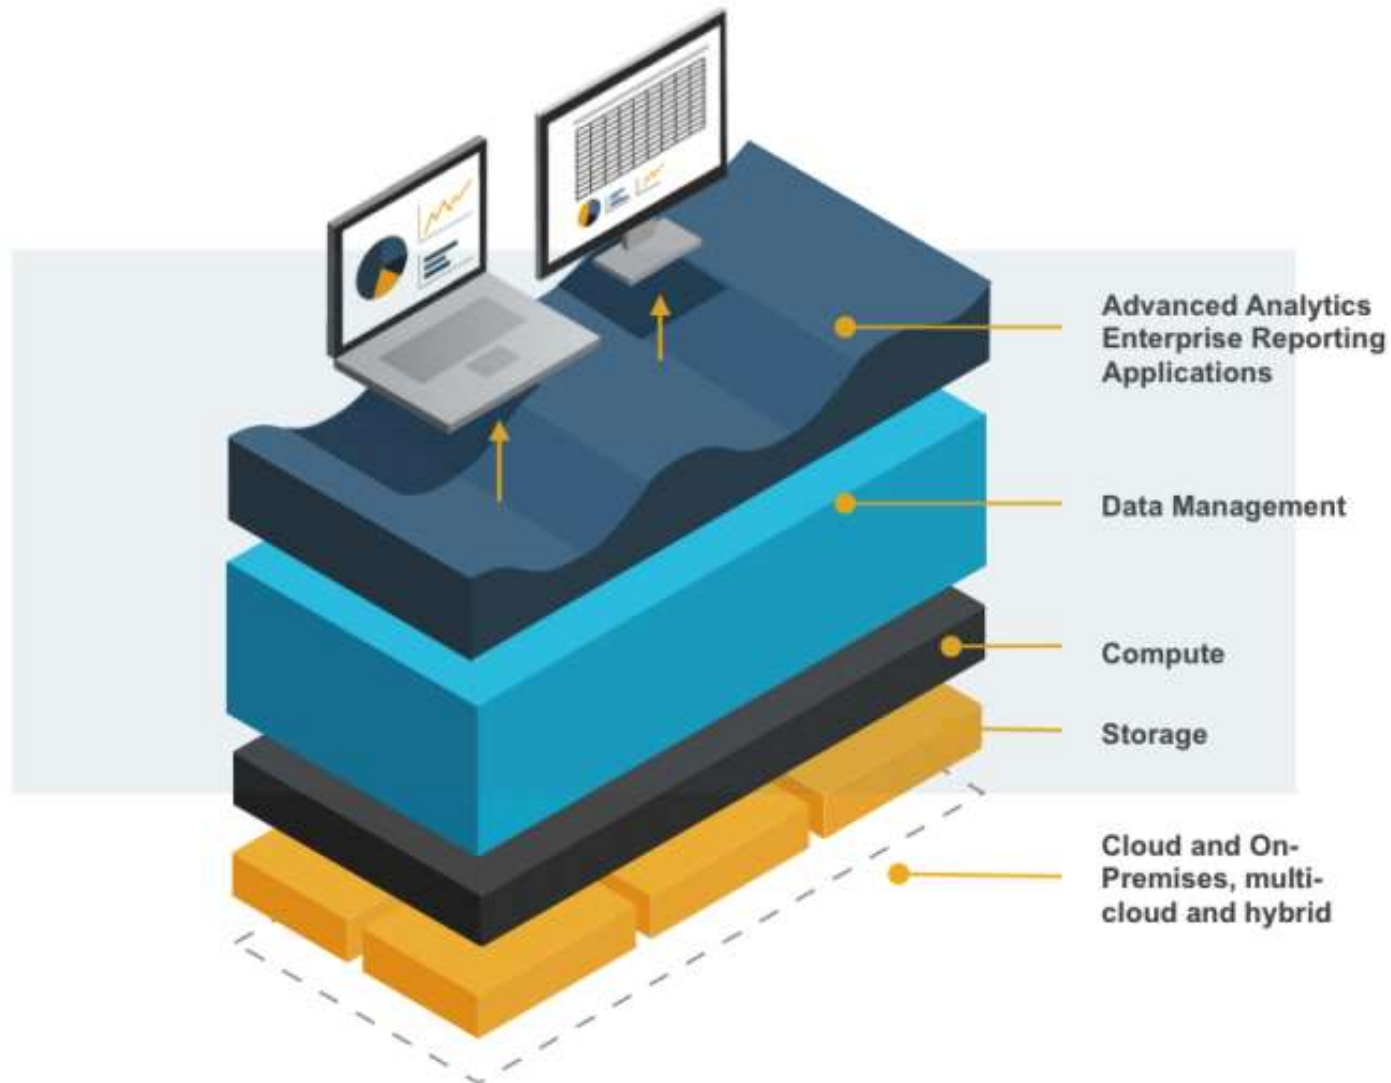 Advanced Analytics
Enterprise Reporting
Applications
Data Management
Compute
Storage
Cloud and On-
Premises, multi-
cloud and hybrid